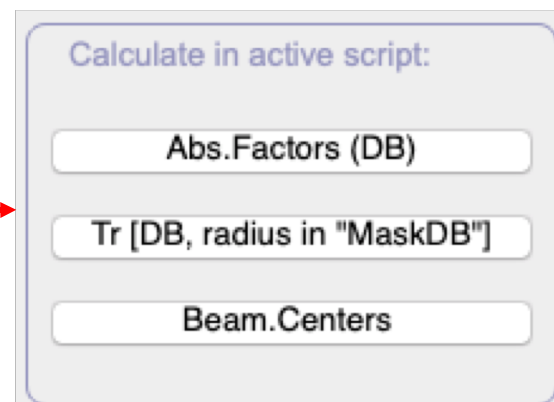 Calculate in active script:
Abs.Factors (DB)
Tr [DB, radius in "MaskDB"]
Beam.Centers